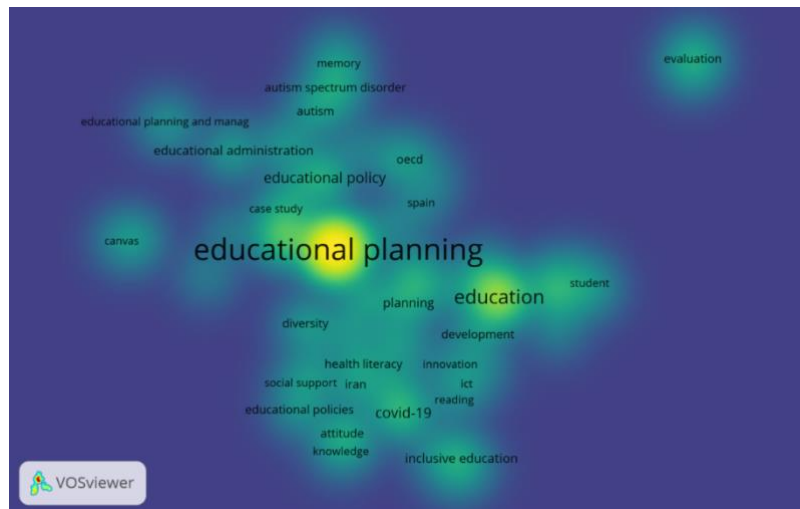 memory
evaluation
autism spectrum disorder
autism
educational planning and manag
educational administration
oecd
educational policy
spain
case study
canvas
educational planning
student
education
planning
diversity
development
health literacy
innovation
social support
iran
ict
reading
educational policies
covid-19
attitude
knowledge
inclusive education
VOSviewer